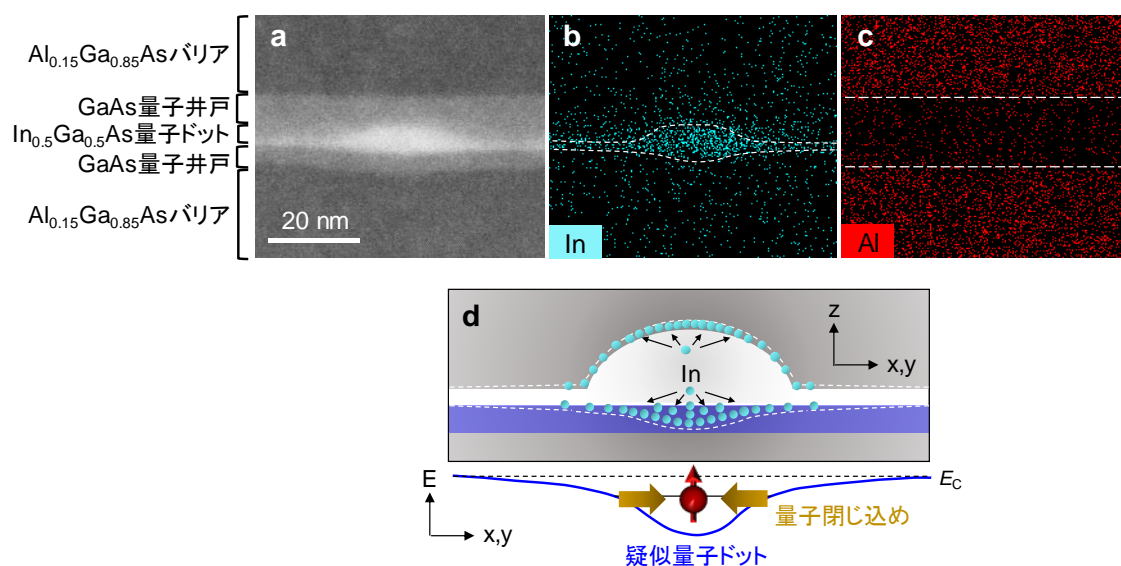 Al0.15Ga0.85Asバリア
GaAs量子井戸
In0.5Ga0.5As量子ドット
GaAs量子井戸
Al0.15Ga0.85Asバリア
a
20 nm
b
In
c
Al
d
In
z
x,y
E
x,y
EC
量子閉じ込め
疑似量子ドット